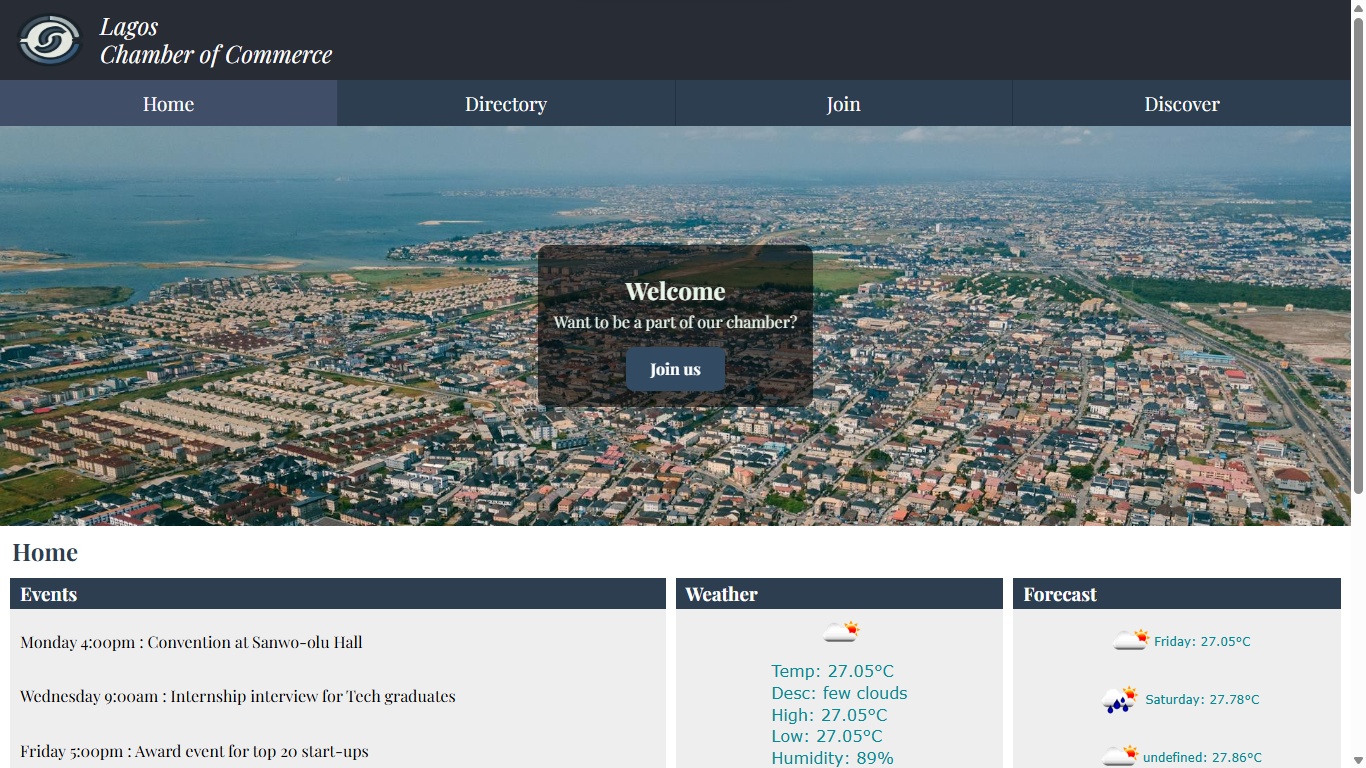 Lagos
Chamber of Commerce
Home
Directory
Join
Discover
Welcome
Want to be a part of our chamber?
Join us
Home
Events
Monday 4:00pm : Convention at Sanwo-olu Hall
Wednesday 9:00am : Internship interview for Tech graduates
Friday 5:00pm : Award event for top 20 start-ups
Weather
Temp: 27.05°C
Desc: few clouds
High: 27.05°C
Low: 27.05°C
Humidity: 89%
Forecast
Friday: 27.05°C
Saturday: 27.78°C
undefined: 27.86°C